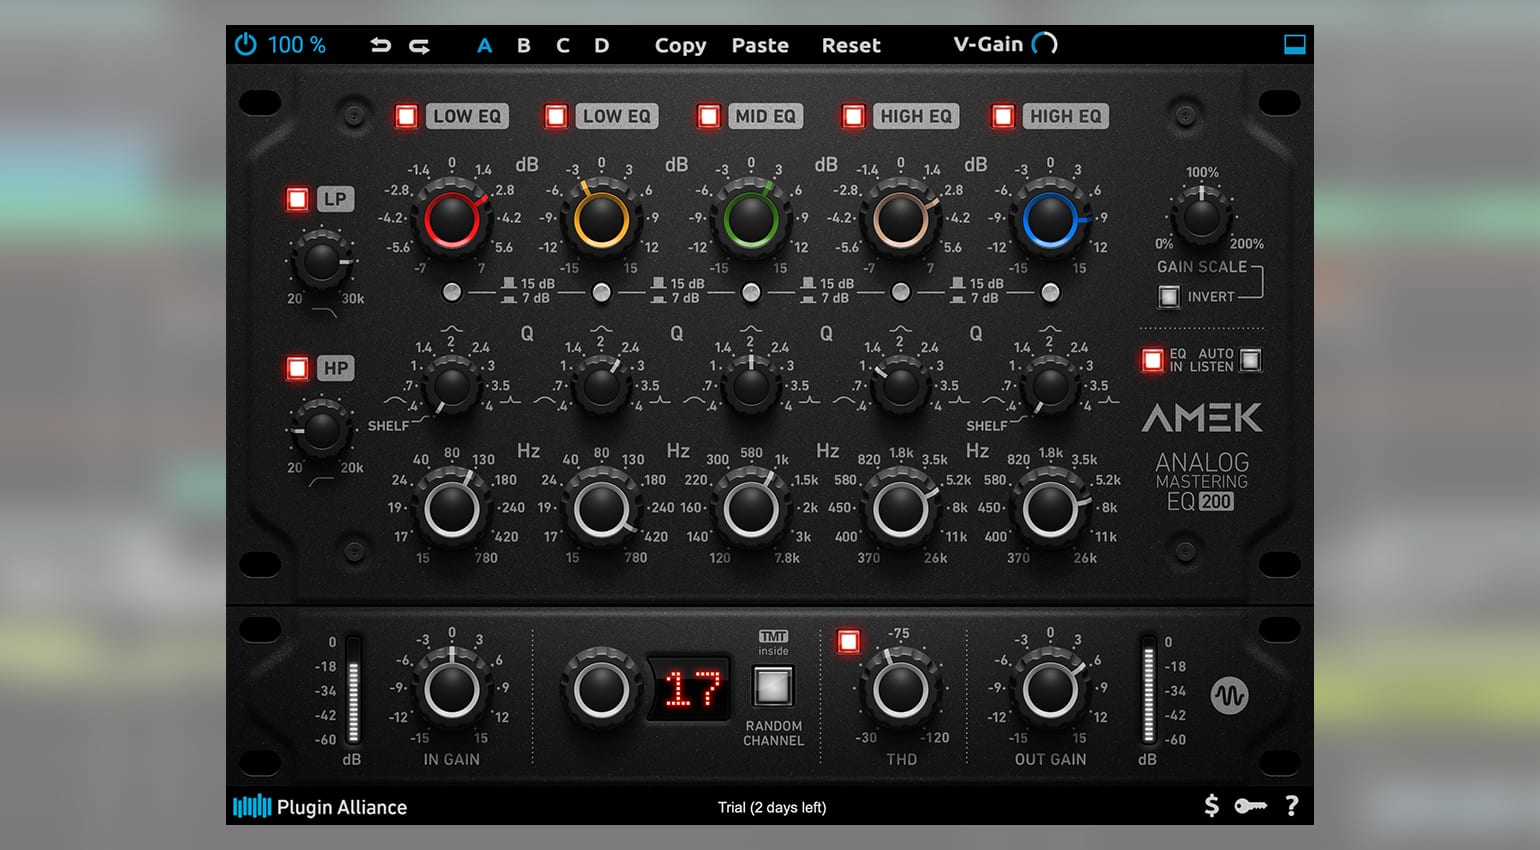 100 % A B C D Copy Paste Reset V-Gain
LOW EQ LOW EQ MID EQ HIGH EQ HIGH EQ
0 dB 0 dB 0 dB 0 dB 0
-1.4 1.4 -3 3 -3 3 -1.4 1.4 -3 3
100%
-2.8 2.8 -6 6 -6 6 -2.8 2.8 -6 6
LP
-4.2 4.2 -9 9 -9 9 -4.2 4.2 -9 9
-5.6 5.6 -12 12 -12 12 -5.6 5.6 -12 12
0% 200%
-7 7 -15 15 -15 15 -7 7 -15 15
GAIN SCALE
15 dB 15 dB 15 dB 15 dB
7 dB 7 dB 7 dB 7 dB
INVERT
20 30k
Q Q Q Q
2 2 2 2 2
1.4 2.4 1.4 2.4 1.4 2.4 1.4 2.4 1.4 2.4
EQ IN AUTO LISTEN
HP
1 3 1 3 1 3 1 3 1 3
.7 3.5 .7 3.5 .7 3.5 .7 3.5 .7 3.5
.4 4 .4 4 .4 4 .4 4 .4 4
SHELF SHELF
AMEK
Hz Hz Hz Hz
80 80 580 1.8k 1.8k
40 130 40 130 300 1k 820 3.5k 820 3.5k
ANALOG
20 20k
24 180 24 180 220 1.5k 580 5.2k 580 5.2k
MASTERING
EQ 200
19 240 19 240 160 2k 450 8k 450 8k
17 420 17 420 140 3k 400 11k 400 11k
15 780 15 780 120 7.8k 370 26k 370 26k
0 0 TMT -75 0 0
-3 3 inside -3 3
-18 -6 6 -6 6 -18
-34 -9 9 17 -9 9 -34
-42 -12 12 -12 12 -42
RANDOM
-60 -15 15 CHANNEL -30 -120 -15 15 -60
dB IN GAIN THD OUT GAIN dB
Plugin Alliance Trial (2 days left) $ ?